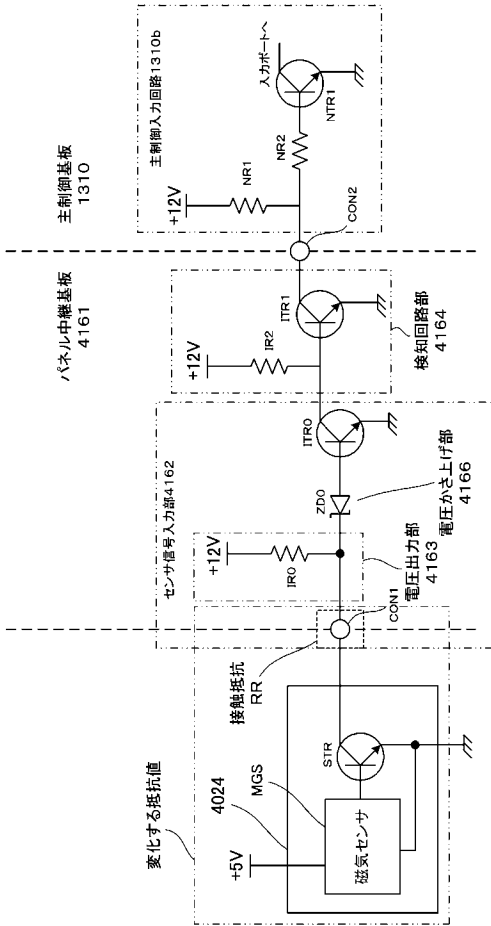 主制御基板
1310
パネル中継基板
4161
主制御入力回路1310b
+12V
NR1
NR2
NTR1
入力ポートへ
CON2
+12V
IR2
ITR1
検知回路部
4164
センサ信号入力部4162
+12V
IR0
ZD0
ITR0
電圧かさ上げ部
4166
電圧出力部
4163
CON1
接触抵抗
RR
変化する抵抗値
4024
MGS
+5V
磁気センサ
STR